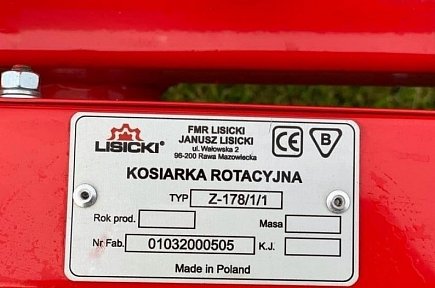 LISICKI
FMR LISICKI
JANUSZ LISICKI
ul. Wałowska 2
96-200 Rawa Mazowiecka
CE
B
KOSIARKA ROTACYJNA
TYP Z-178/1/1
Rok prod. Masa
Nr Fab. 01032000505 K.J.
Made in Poland